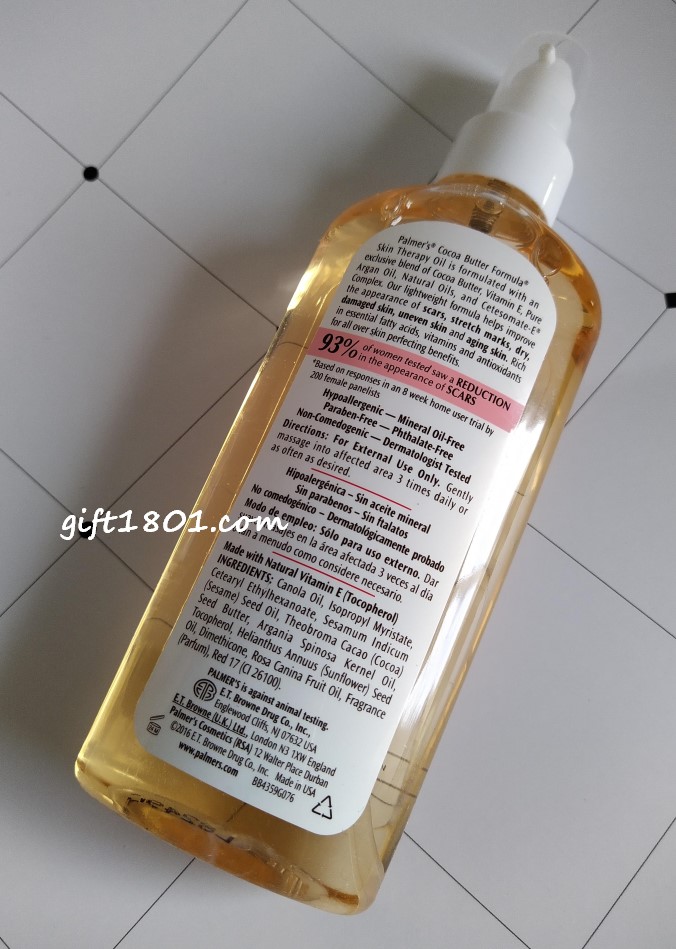 Palmer's® Cocoa Butter Formula®
Skin Therapy Oil is formulated with an
exclusive blend of Cocoa Butter, Vitamin E, Pure
Argan Oil, Natural Oils, and Cetesomate-E®
Complex. Our lightweight formula helps improve
the appearance of scars, stretch marks, dry,
damaged skin, uneven skin and aging skin. Rich
in essential fatty acids, vitamins and antioxidants
for all over skin perfecting benefits.
93%* of women tested saw a REDUCTION
in the appearance of SCARS
*Based on responses in an 8 week home user trial by
200 female panelists
Hypoallergenic — Mineral Oil-Free
Paraben-Free — Phthalate-Free
Non-Comedogenic — Dermatologist Tested
Directions: For External Use Only. Gently
massage into affected area 3 times daily or
as often as desired.
Hipoalergénica – Sin aceite mineral
Sin parabenos – Sin ftalatos
No comedogénico – Dermatológicamente probado
Modo de empleo: Sólo para uso externo. Dar
en la área afectada 3 veces al día
o tan a menudo como considere necesario.
Made with Natural Vitamin E (Tocopherol)
INGREDIENTS: Canola Oil, Isopropyl Myristate,
Cetearyl Ethylhexanoate, Sesamum Indicum
(Sesame) Seed Oil, Theobroma Cacao (Cocoa)
Seed Butter, Argania Spinosa Kernel Oil,
Tocopherol, Helianthus Annuus (Sunflower) Seed
Oil, Dimethicone, Rosa Canina Fruit Oil, Fragrance
(Parfum), Red 17 (CI 26100).
PALMER'S is against animal testing.
ETB
E.T. Browne Drug Co., Inc.
Englewood Cliffs, NJ 07632 USA
E.T. Browne (U.K.) Ltd., London N3 1XW England
Palmer's Cosmetics (RSA) 12 Walter Place Durban
©2016 E.T. Browne Drug Co., Inc. Made in USA
www.palmers.com
BB4359G076
gift1801.com